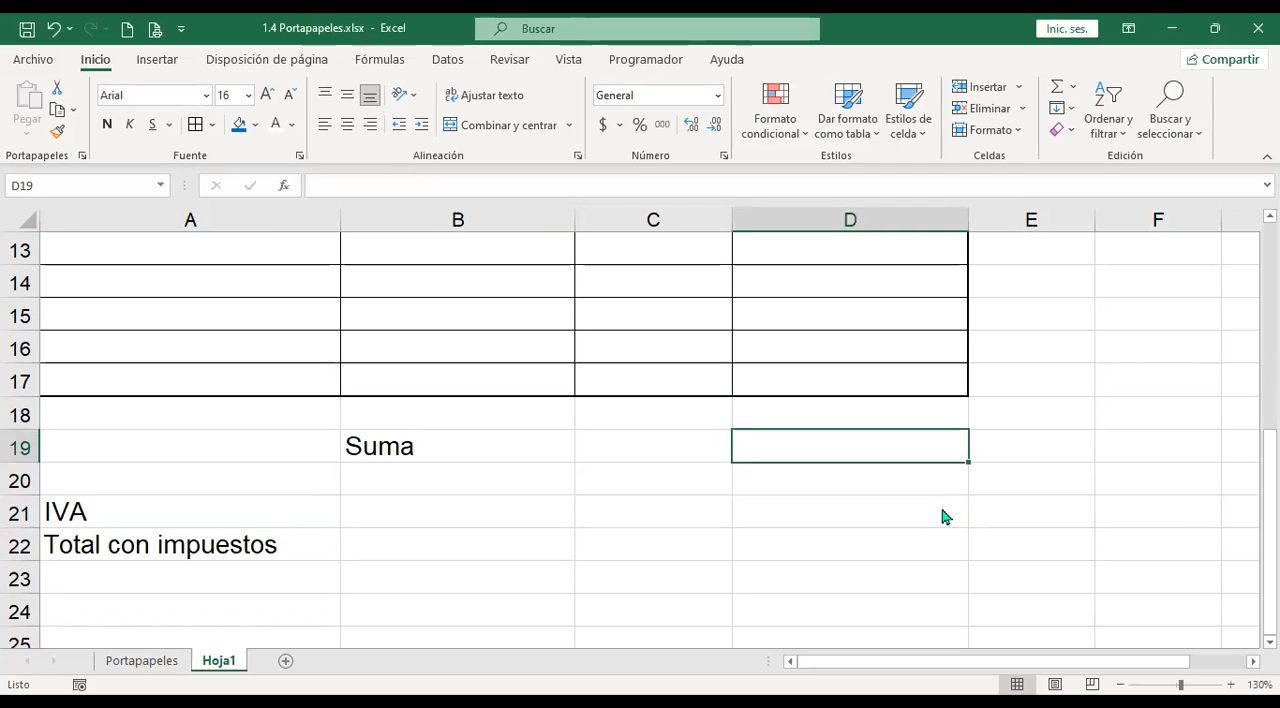 1.4 Portapapeles.xlsx - Excel
Buscar
Inic. ses.
Archivo Inicio Insertar Disposición de página Fórmulas Datos Revisar Vista Programador Ayuda
Compartir
Pegar
Portapapeles
Arial 16
N K S
Fuente
Ajustar texto
Combinar y centrar
Alineación
General
$ % 000
Número
Formato condicional
Dar formato como tabla
Estilos de celda
Estilos
Insertar
Eliminar
Formato
Celdas
Ordenar y filtrar
Buscar y seleccionar
Edición
D19
fx
A B C D E F
13
14
15
16
17
18
19 Suma
20
21 IVA
22 Total con impuestos
23
24
25
Portapapeles Hoja1
Listo
130%